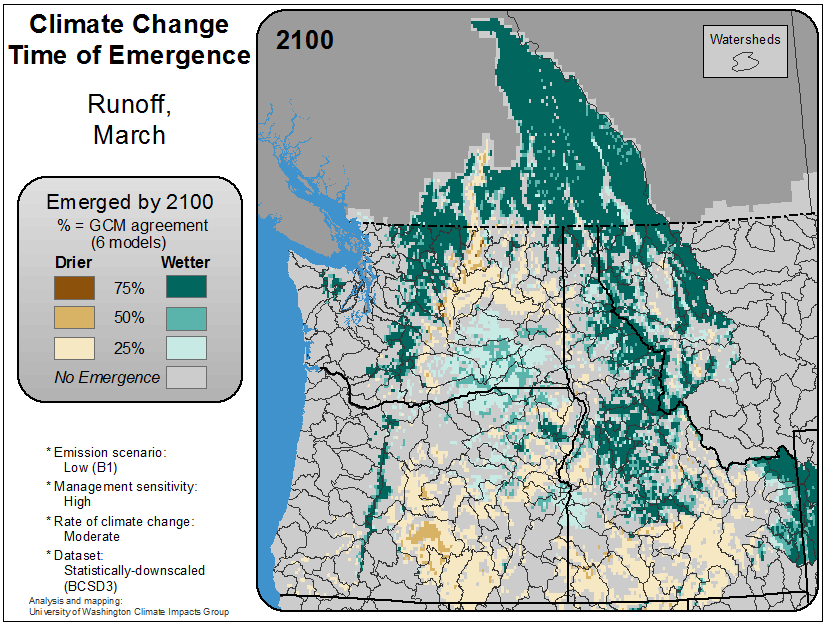 Climate Change
Time of Emergence
Runoff,
March
Emerged by 2100
% = GCM agreement
(6 models)
Drier Wetter
75%
50%
25%
No Emergence
* Emission scenario:
Low (B1)
* Management sensitivity:
High
* Rate of climate change:
Moderate
* Dataset:
Statistically-downscaled
(BCSD3)
Analysis and mapping:
University of Washington Climate Impacts Group
2100
Watersheds